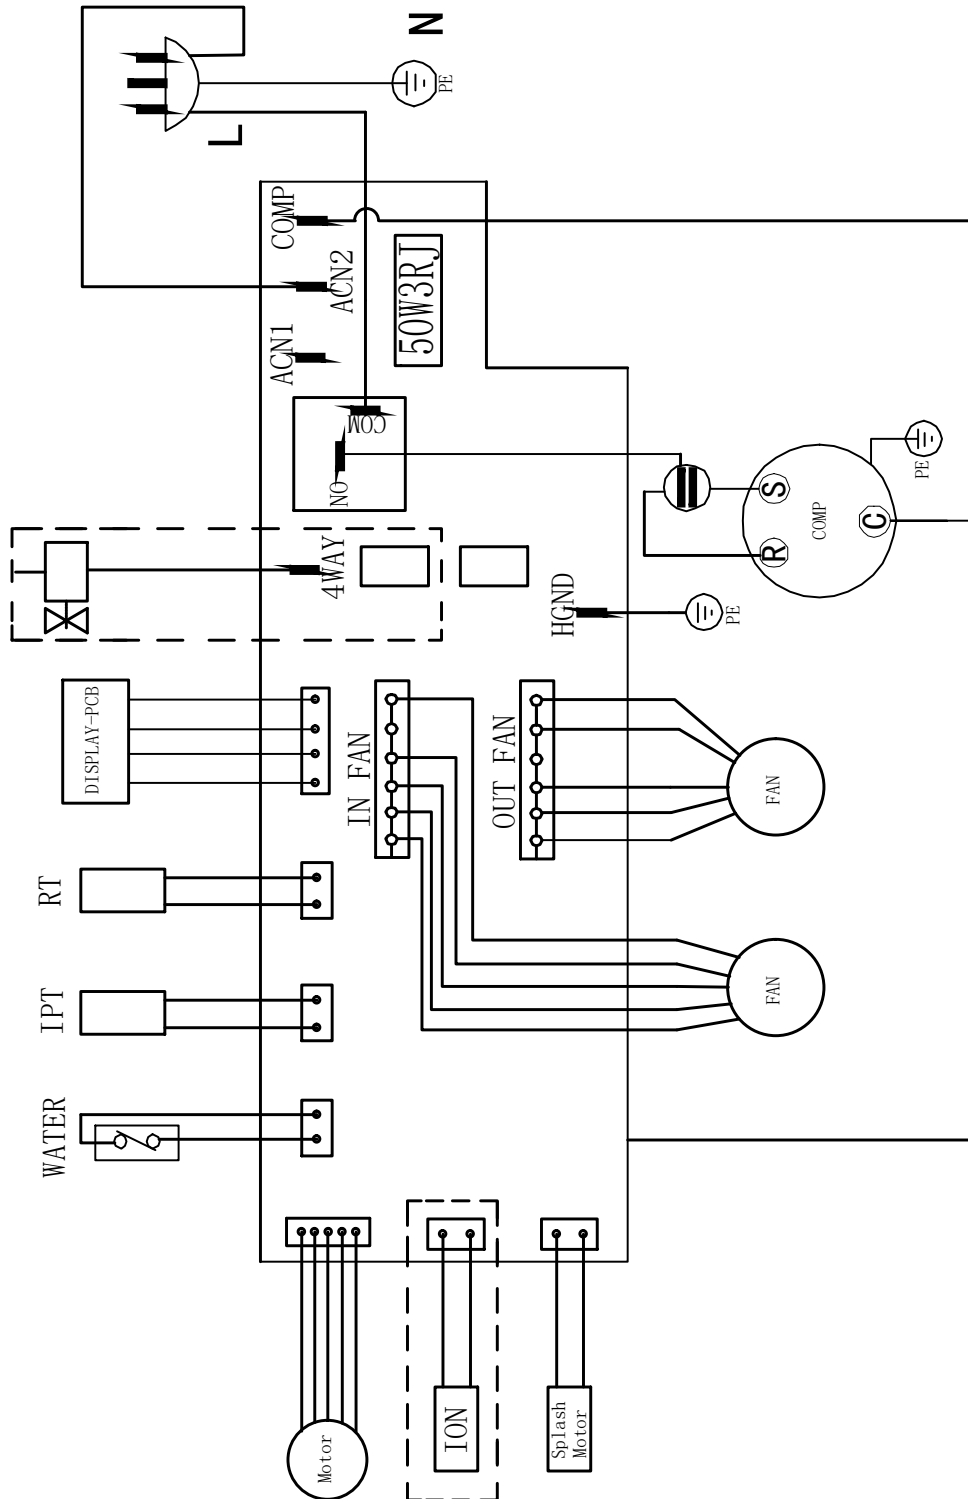 N
L
PE
COMP
ACN2
ACN1
50W3RJ
COM
NO
4WAY
HGND
PE
S
R
C
COMP
PE
DISPLAY-PCB
IN FAN
OUT FAN
FAN
FAN
RT
IPT
WATER
Motor
ION
Splash
Motor